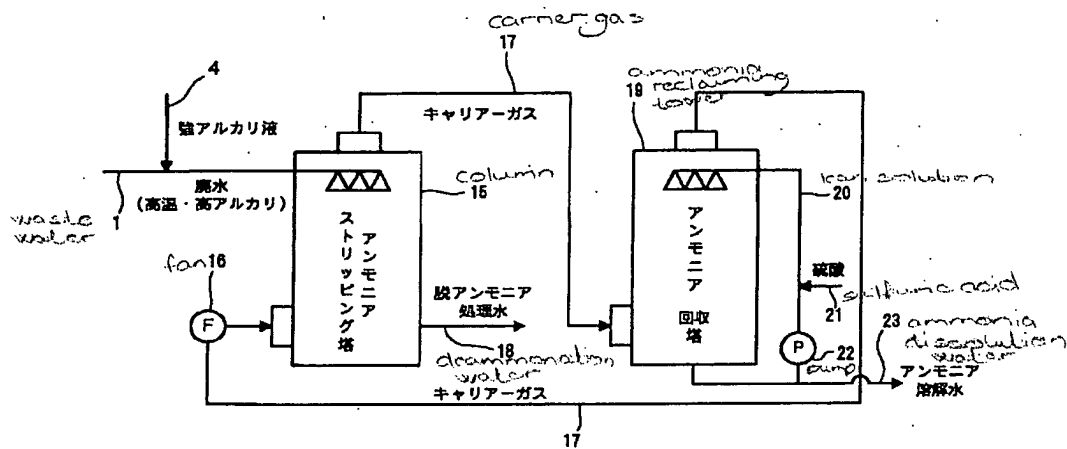 carrier gas
17
キャリアーガス
4
強アルカリ液
廃水
(高温・高アルカリ)
1
waste
water
アンモニア
ストリッピング塔
column
15
fan 16
F
脱アンモニア
処理水
18
deammonation
water
キャリアーガス
17
ammonia
reclaiming
tower
19
アンモニア
回収
塔
solution
20
硫酸
sulfuric acid
21
P
22
pump
23
ammonia
dissolution
water
アンモニア
溶解水